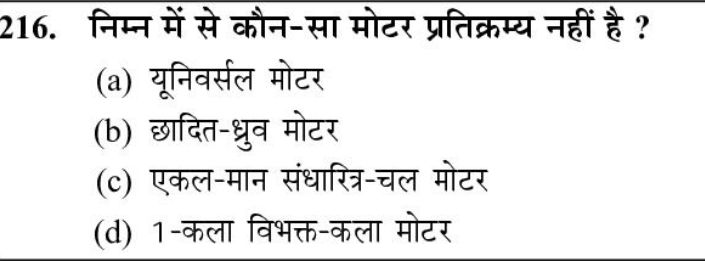 216. निम्न में से कौन-सा मोटर प्रतिक्रम्य नहीं है ?
(a) यूनिवर्सल मोटर
(b) छादित-ध्रुव मोटर
(c) एकल-मान संधारित्र-चल मोटर
(d) 1-कला विभक्त-कला मोटर